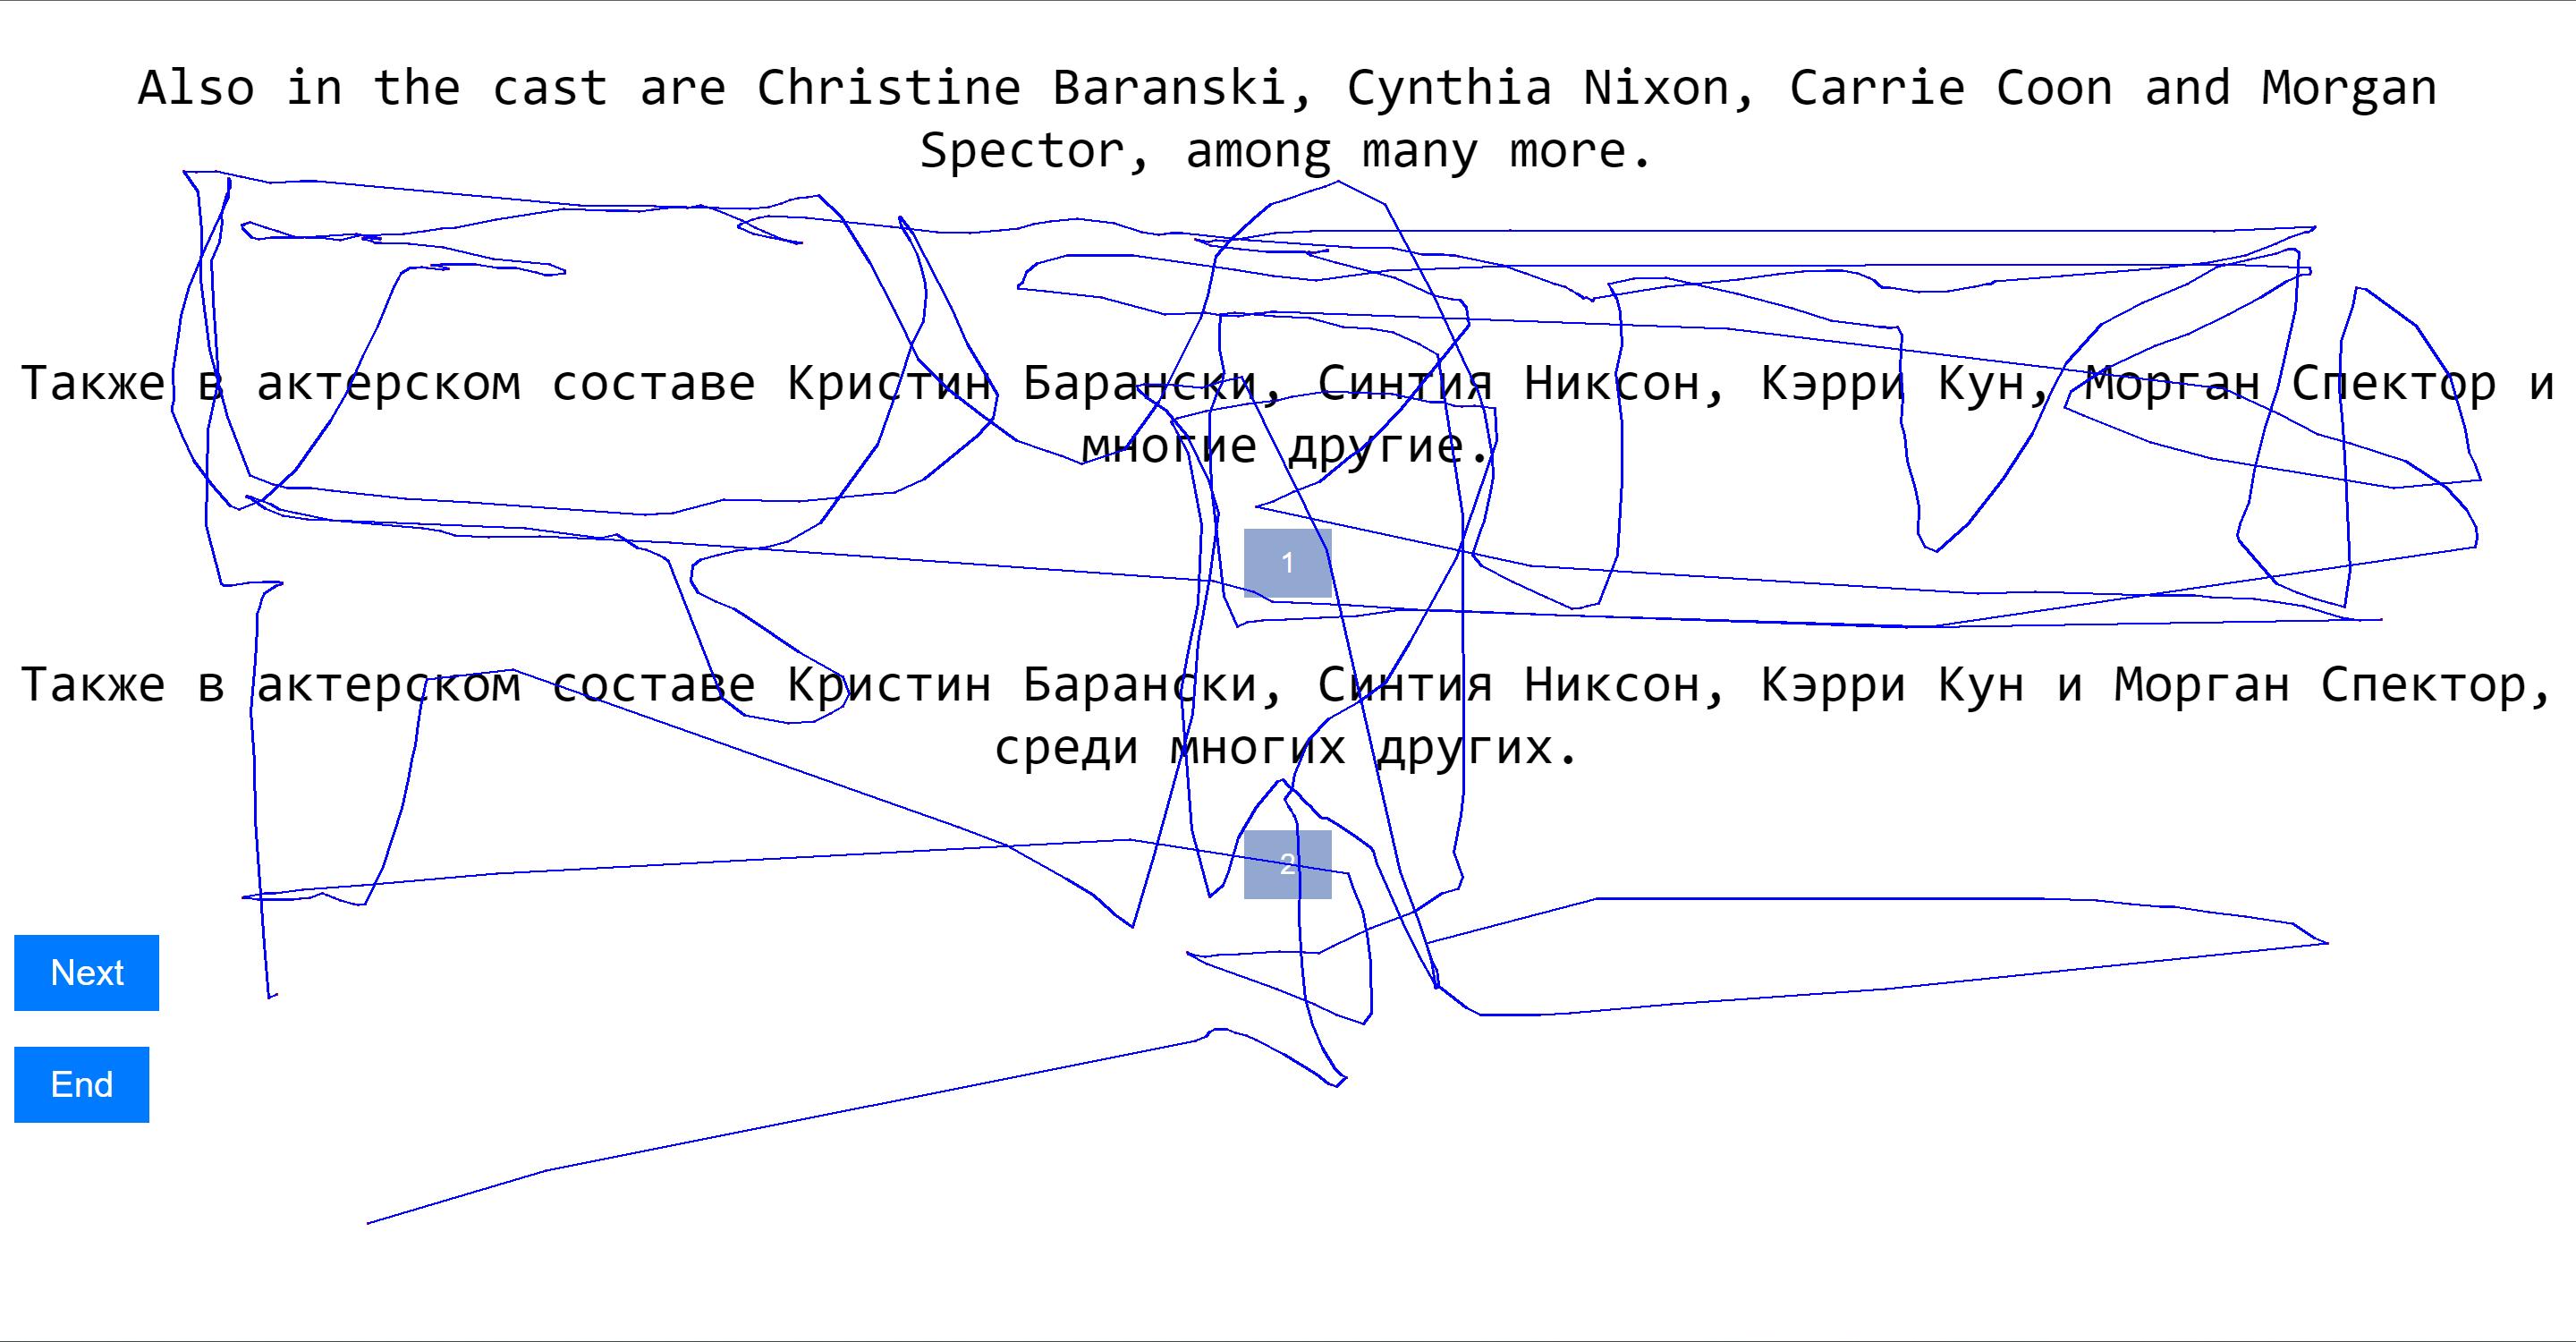 Also in the cast are Christine Baranski, Cynthia Nixon, Carrie Coon and Morgan
Spector, among many more.
Также в актерском составе Кристин Барански, Синтия Никсон, Кэрри Кун, Морган Спектор и
многие другие.
1
Также в актерском составе Кристин Барански, Синтия Никсон, Кэрри Кун и Морган Спектор,
среди многих других.
2
Next
End